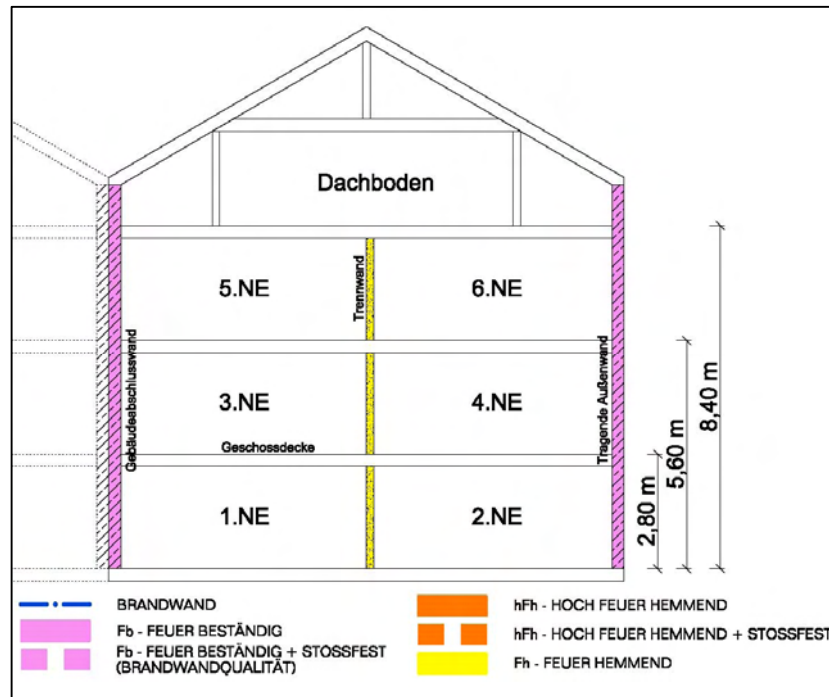 Dachboden
5.NE
Trennwand
6.NE
Gebäudeabschlusswand
3.NE
4.NE
Tragende Außenwand
Geschossdecke
1.NE
2.NE
2,80 m
5,60 m
8,40 m
BRANDWAND
Fb - FEUER BESTÄNDIG
Fb - FEUER BESTÄNDIG + STOSSFEST
(BRANDWANDQUALITÄT)
hFh - HOCH FEUER HEMMEND
hFh - HOCH FEUER HEMMEND + STOSSFEST
Fh - FEUER HEMMEND